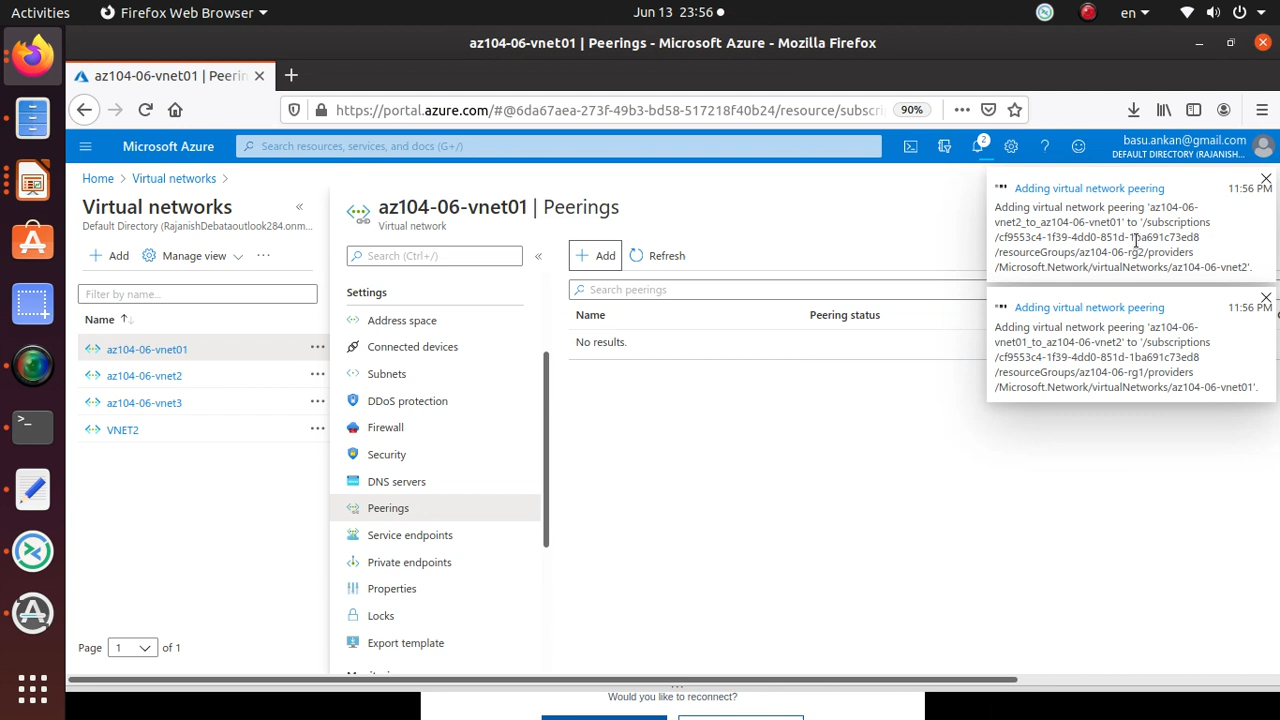 Activities
Firefox Web Browser
Jun 13 23:56
en
az104-06-vnet01 | Peerings - Microsoft Azure - Mozilla Firefox
az104-06-vnet01 | Peerin
https://portal.azure.com/#@6da67aea-273f-49b3-bd58-517218f40b24/resource/subscri
90%
Microsoft Azure
Search resources, services, and docs (G+/)
2
basu.ankan@gmail.com
DEFAULT DIRECTORY (RAJANISH...
Home > Virtual networks >
Virtual networks
Default Directory (RajanishDebataoutlook284.onm...
Add
Manage view
Filter by name...
Name
az104-06-vnet01
az104-06-vnet2
az104-06-vnet3
VNET2
Page 1 of 1
az104-06-vnet01 | Peerings
Virtual network
Search (Ctrl+/)
Settings
Address space
Connected devices
Subnets
DDoS protection
Firewall
Security
DNS servers
Peerings
Service endpoints
Private endpoints
Properties
Locks
Export template
Add
Refresh
Search peerings
Name
Peering status
No results.
Adding virtual network peering
11:56 PM
Adding virtual network peering 'az104-06-
vnet2_to_az104-06-vnet01' to '/subscriptions
/cf9553c4-1f39-4dd0-851d-1ba691c73ed8
/resourceGroups/az104-06-rg2/providers
/Microsoft.Network/virtualNetworks/az104-06-vnet2'.
Adding virtual network peering
11:56 PM
Adding virtual network peering 'az104-06-
vnet01_to_az104-06-vnet2' to '/subscriptions
/cf9553c4-1f39-4dd0-851d-1ba691c73ed8
/resourceGroups/az104-06-rg1/providers
/Microsoft.Network/virtualNetworks/az104-06-vnet01'.
Would you like to reconnect?